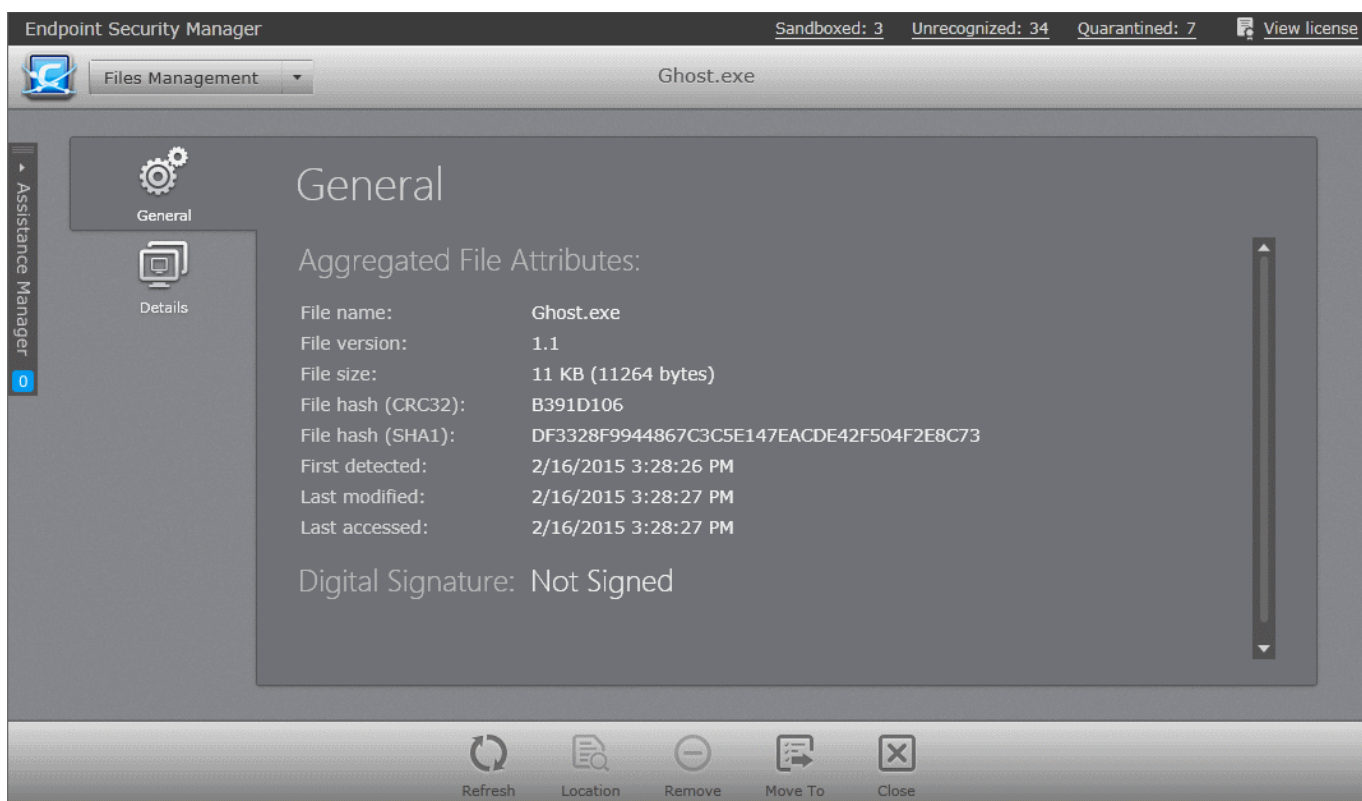 Endpoint Security Manager Sandboxed: 3 Unrecognized: 34 Quarantined: 7 View license
Files Management Ghost.exe
Assistance Manager
0
General
Details
General
Aggregated File Attributes:
File name: Ghost.exe
File version: 1.1
File size: 11 KB (11264 bytes)
File hash (CRC32): B391D106
File hash (SHA1): DF3328F9944867C3C5E147EACDE42F504F2E8C73
First detected: 2/16/2015 3:28:26 PM
Last modified: 2/16/2015 3:28:27 PM
Last accessed: 2/16/2015 3:28:27 PM
Digital Signature: Not Signed
Refresh Location Remove Move To Close